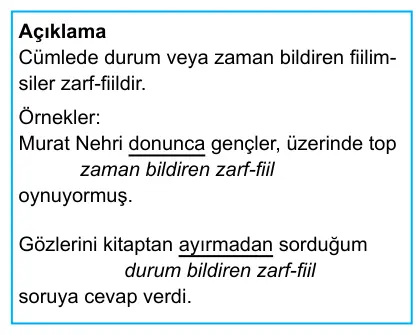 Açıklama
Cümlede durum veya zaman bildiren fiilim-
siler zarf-fiildir.
Örnekler:
Murat Nehri donunca gençler, üzerinde top
zaman bildiren zarf-fiil
oynuyormuş.
Gözlerini kitaptan ayırmadan sorduğum
durum bildiren zarf-fiil
soruya cevap verdi.